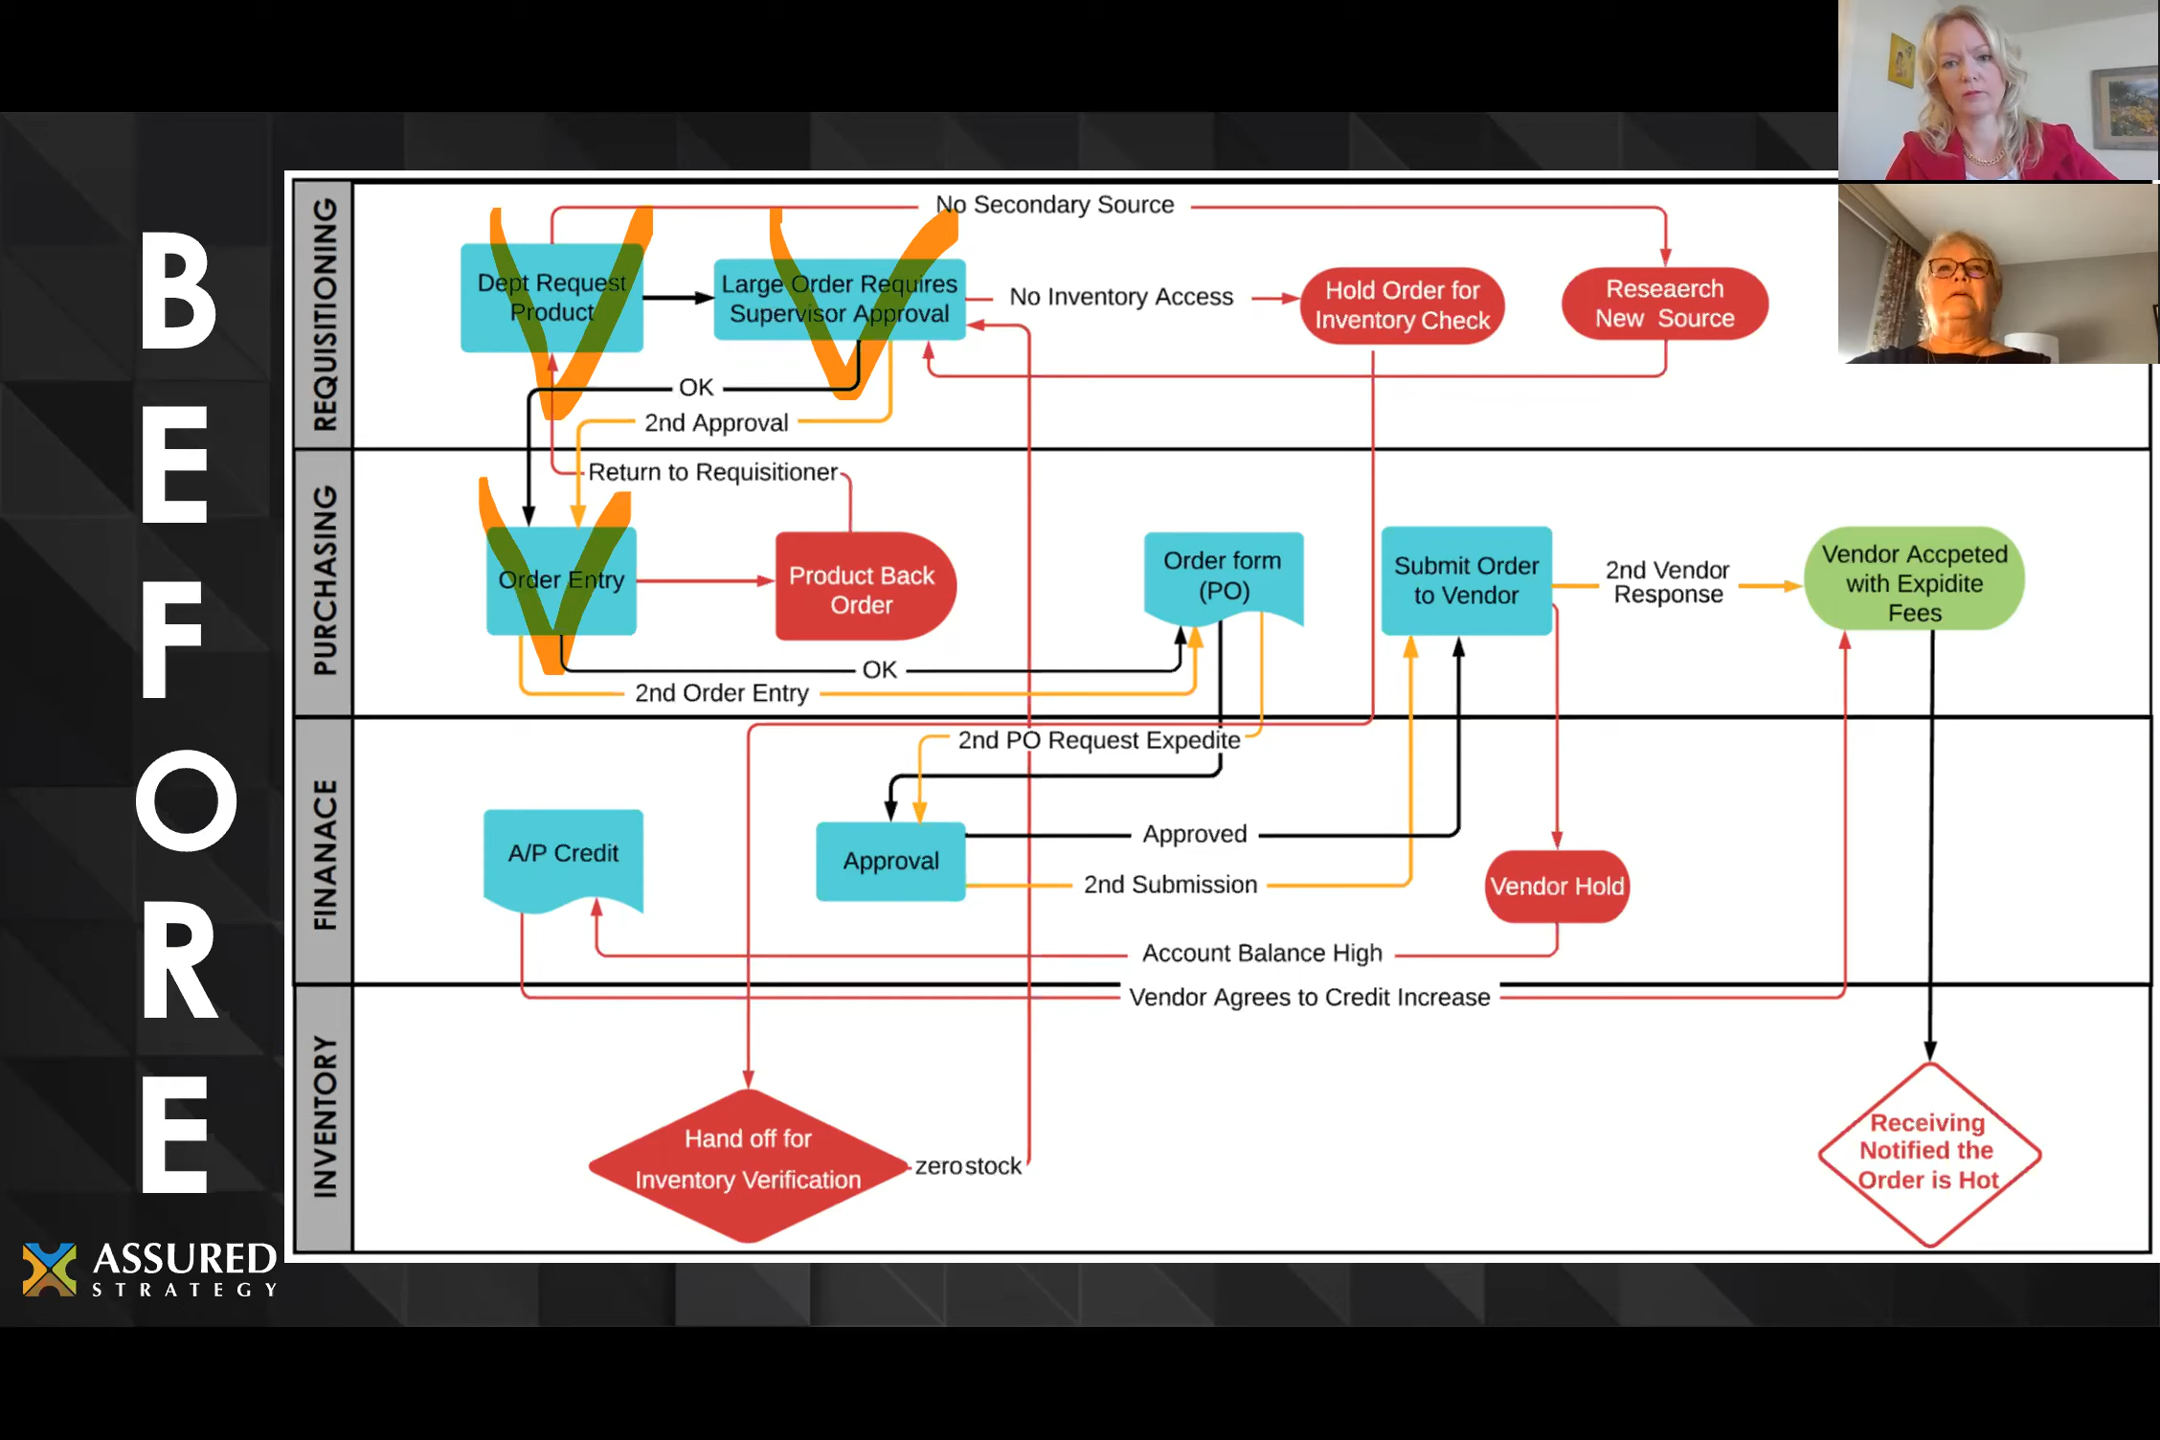 BEFORE
ASSURED
STRATEGY
REQUISITIONING
No Secondary Source
Dept Request
Product
Large Order Requires
Supervisor Approval
No Inventory Access
Hold Order for
Inventory Check
Reseaerch
New Source
OK
2nd Approval
PURCHASING
Return to Requisitioner
Order Entry
Product Back
Order
Order form
(PO)
Submit Order
to Vendor
2nd Vendor
Response
Vendor Accpeted
with Expidite
Fees
OK
2nd Order Entry
FINANACE
2nd PO Request Expedite
A/P Credit
Approval
Approved
2nd Submission
Vendor Hold
Account Balance High
INVENTORY
Vendor Agrees to Credit Increase
Hand off for
Inventory Verification
zero stock
Receiving
Notified the
Order is Hot